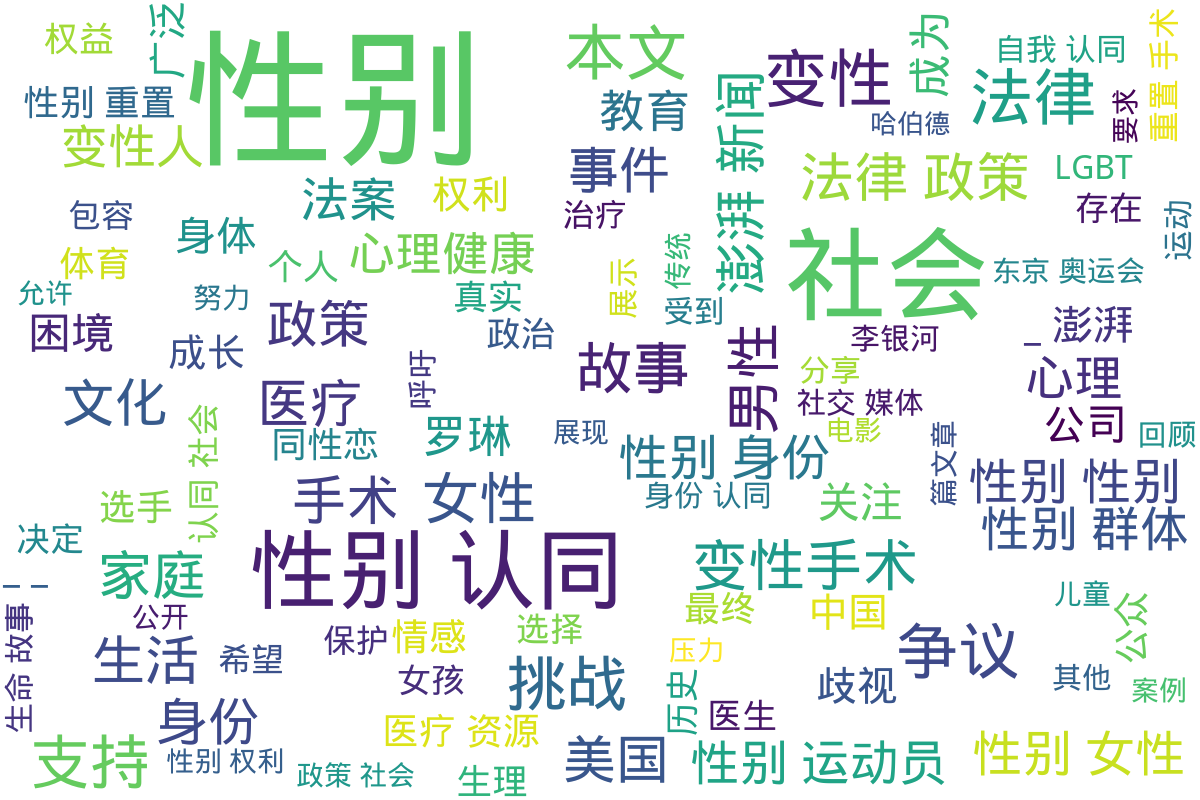 性别
权益
广泛
性别 重置
变性人
本文
教育
变性
成为
自我 认同
法律
重置 手术
要求
哈伯德
新闻
澎湃
事件
法律 政策
LGBT
存在
运动
包容
身体
法案
权利
治疗
体育
个人
心理健康
真实
展示
传统
受到
社会
东京 奥运会
允许
努力
困境
成长
政策
政治
故事
男性
李银河
_
澎湃
心理
分享
社交 媒体
文化
医疗
呼吁
罗琳
展现
电影
公司
回顾
同性恋
认同 社会
性别 身份
篇文章
性别 性别
选手
手术
女性
身份 认同
关注
性别 群体
决定
性别 认同
变性手术
家庭
_ _
儿童
公众
生命 故事
公开
保护
情感
选择
最终
中国
争议
生活
希望
女孩
挑战
压力
历史
医生
歧视
其他
案例
身份
医疗 资源
支持
性别 权利
政策 社会
生理
美国
性别 运动员
性别 女性